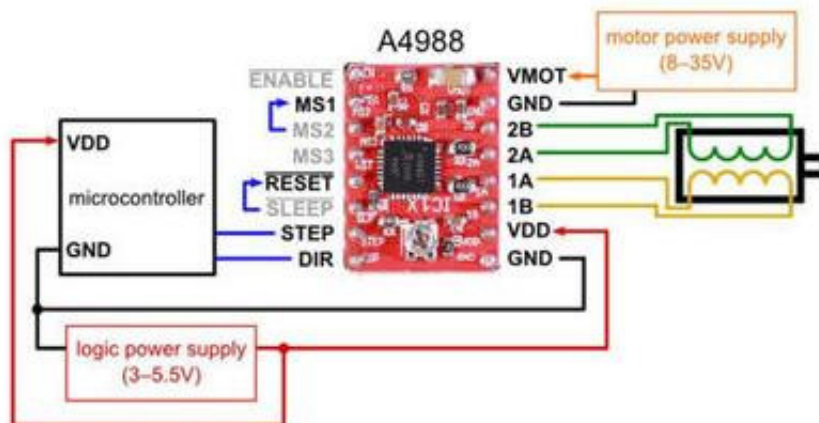 A4988
motor power supply
(8–35V)
ENABLE
VMOT
MS1
GND
MS2
2B
VDD
MS3
2A
microcontroller
RESET
1A
SLEEP
1B
STEP
VDD
GND
DIR
GND
logic power supply
(3–5.5V)